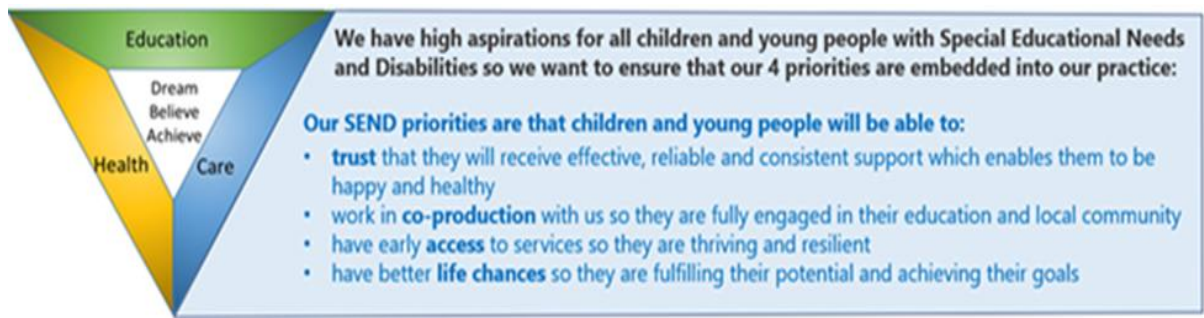 Education
Dream
Believe
Achieve
Health
Care
We have high aspirations for all children and young people with Special Educational Needs
and Disabilities so we want to ensure that our 4 priorities are embedded into our practice:
Our SEND priorities are that children and young people will be able to:
• trust that they will receive effective, reliable and consistent support which enables them to be
happy and healthy
• work in co-production with us so they are fully engaged in their education and local community
• have early access to services so they are thriving and resilient
• have better life chances so they are fulfilling their potential and achieving their goals